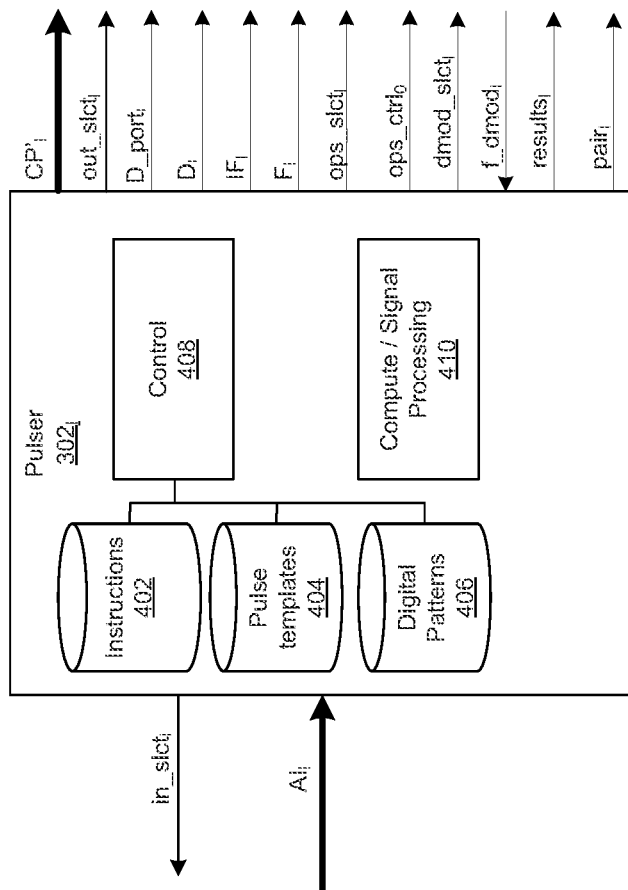 Pulser
302l
Instructions
402
Pulse
templates
404
Digital
Patterns
406
Control
408
Compute / Signal
Processing
410
in_slctl
AIl
CP'l
out_slctl
D_portl
Dl
IFl
Fl
ops_slctl
ops_ctrl0
dmod_slctl
f_dmodl
resultsl
pairl